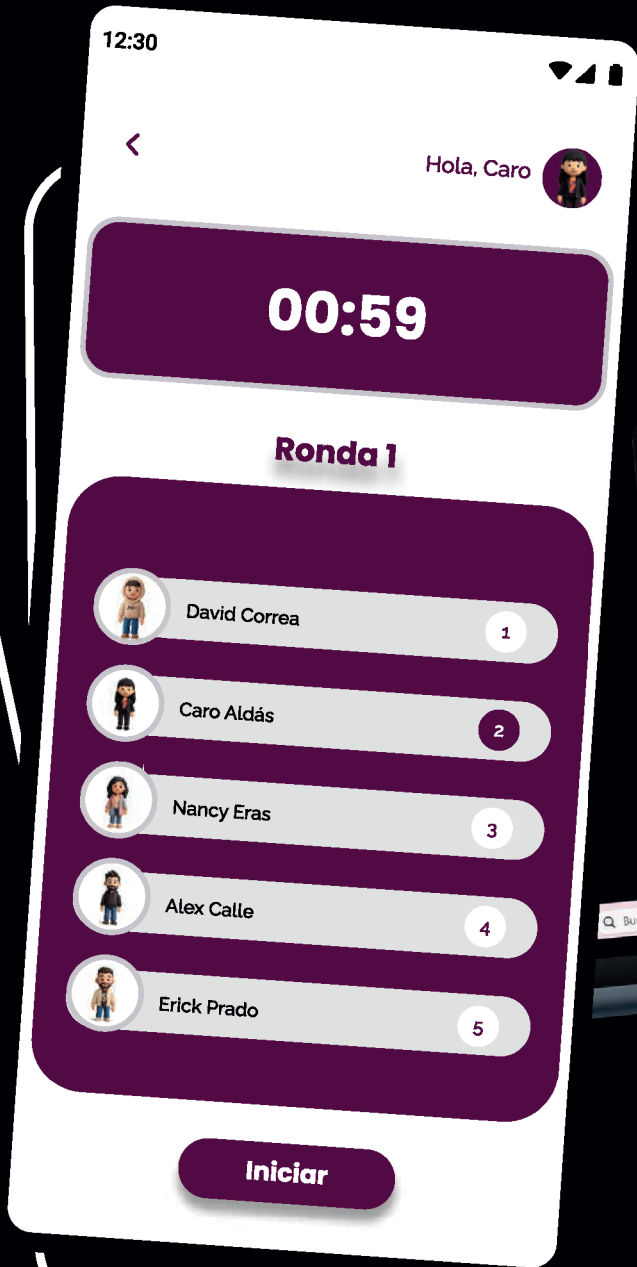 12:30
Hola, Caro
00:59
Ronda 1
David Correa 1
Caro Aldás 2
Nancy Eras 3
Alex Calle 4
Erick Prado 5
Iniciar